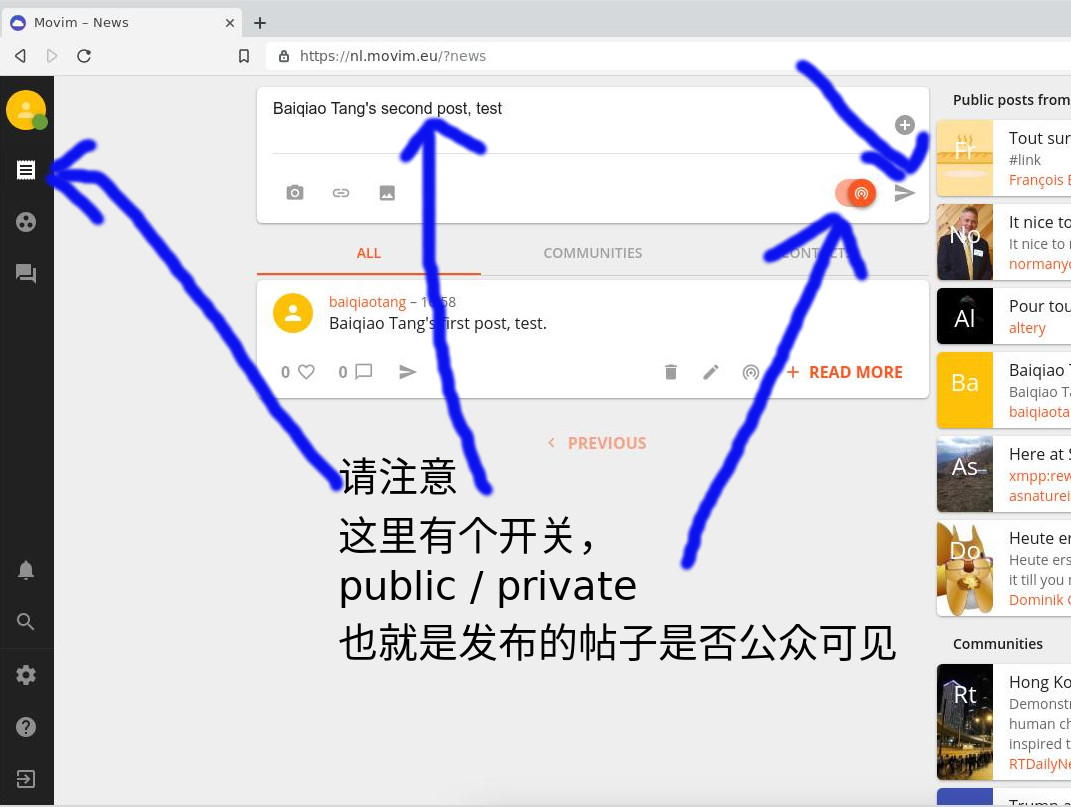 Movim – News
https://nl.movim.eu/?news
Baiqiao Tang's second post, test
ALL
COMMUNITIES
CONTACTS
baiqiaotang – 16:58
Baiqiao Tang's first post, test.
0
0
READ MORE
PREVIOUS
请注意
这里有个开关，
public / private
也就是发布的帖子是否公众可见
Public posts from
Fr
Tout sur
#link
François
No
It nice to
It nice to
normany
Al
Pour tou
altery
Ba
Baiqiao
Baiqiao
baiqiaota
As
Here at
xmpp:rew
asnaturei
Do
Heute er
Heute ers
it till you
Dominik
Communities
Rt
Hong Ko
Demonst
human ch
inspired t
RTDailyNe